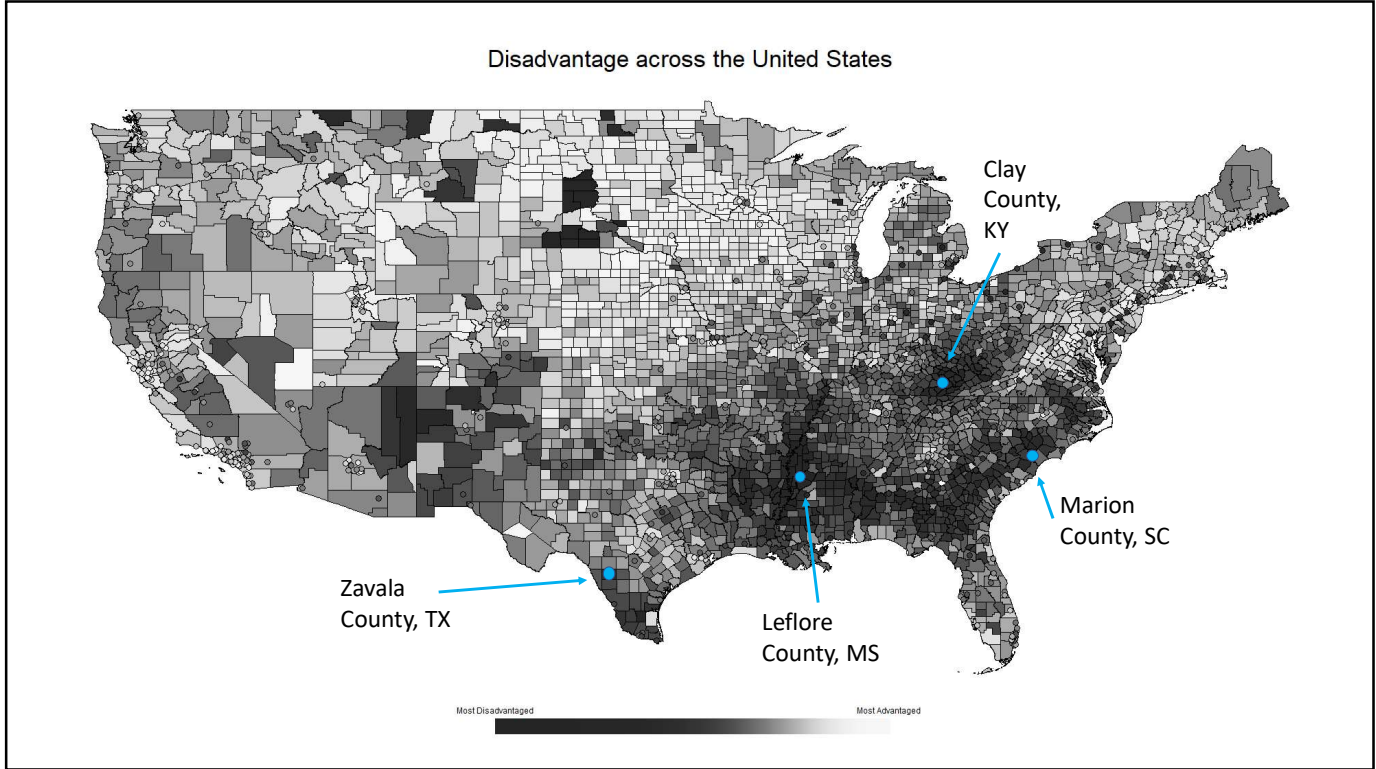 Disadvantage across the United States
Clay
County,
KY
Marion
County, SC
Zavala
County, TX
Leflore
County, MS
Most Disadvantaged
Most Advantaged